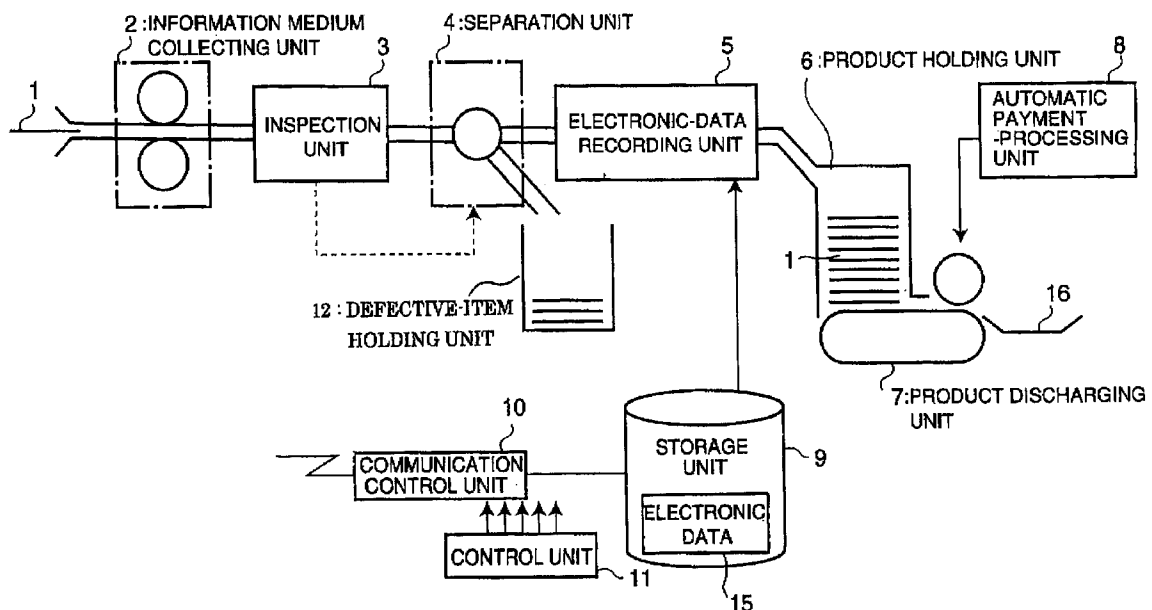 2 :INFORMATION MEDIUM
COLLECTING UNIT
1
3
INSPECTION
UNIT
4 :SEPARATION UNIT
5
ELECTRONIC-DATA
RECORDING UNIT
6 :PRODUCT HOLDING UNIT
8
AUTOMATIC
PAYMENT
-PROCESSING
UNIT
1
16
12 : DEFECTIVE-ITEM
HOLDING UNIT
7:PRODUCT DISCHARGING
UNIT
10
COMMUNICATION
CONTROL UNIT
STORAGE
UNIT
9
ELECTRONIC
DATA
CONTROL UNIT
11
15